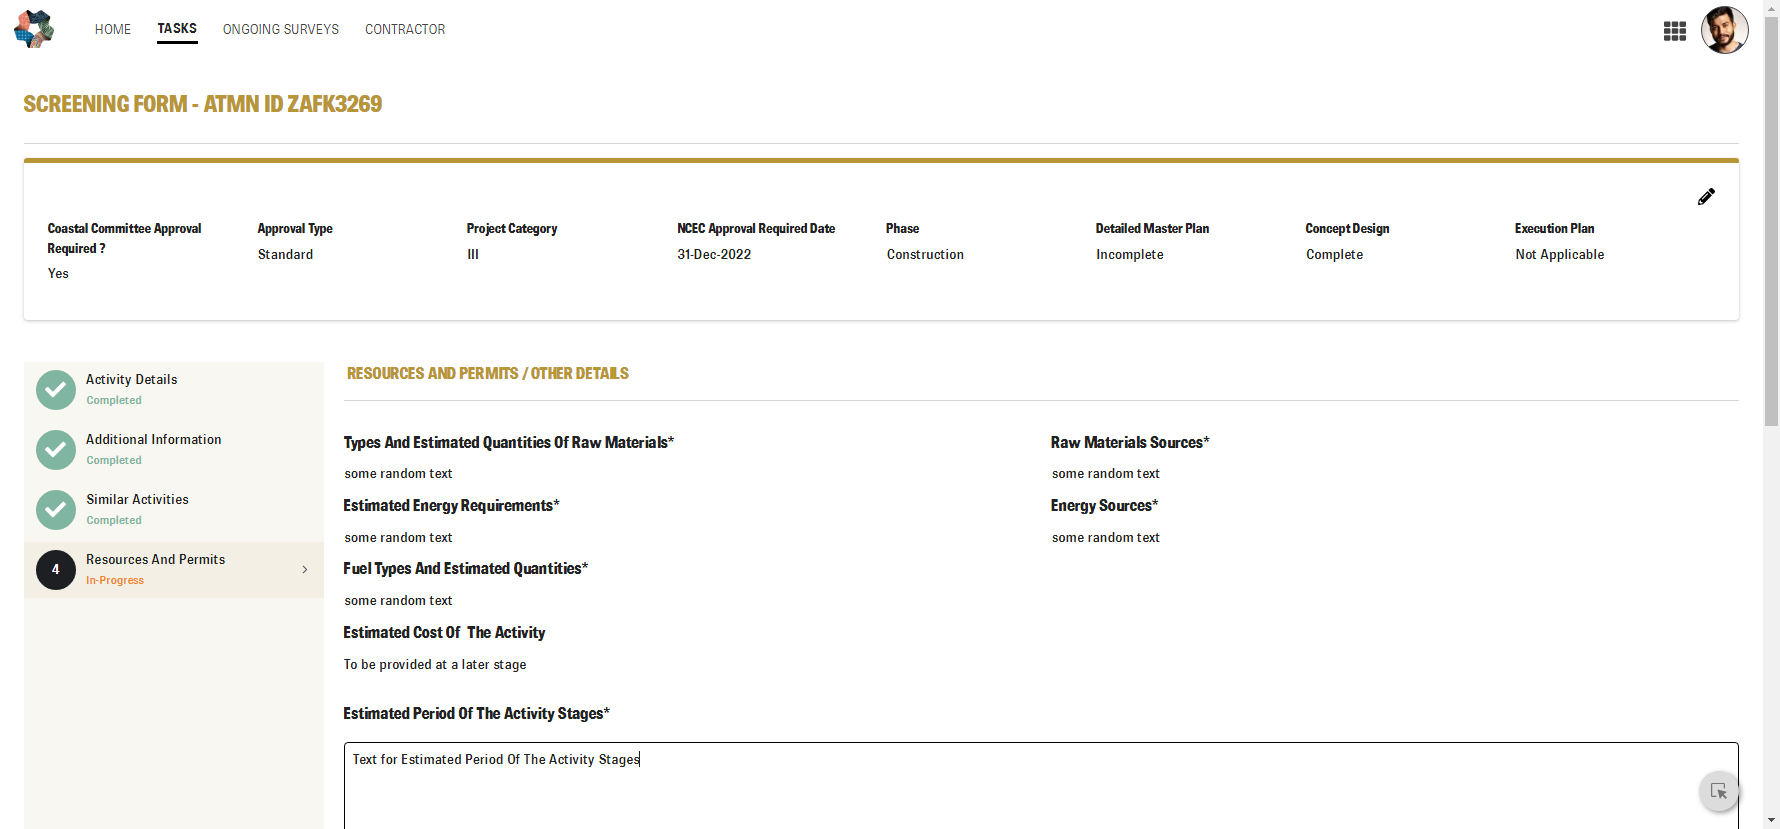 HOME
TASKS
ONGOING SURVEYS
CONTRACTOR
SCREENING FORM - ATMN ID ZAFK3269
Coastal Committee Approval
Required ?
Yes
Approval Type
Standard
Project Category
III
NCEC Approval Required Date
31-Dec-2022
Phase
Construction
Detailed Master Plan
Incomplete
Concept Design
Complete
Execution Plan
Not Applicable
Activity Details
Completed
Additional Information
Completed
Similar Activities
Completed
4
Resources And Permits
In-Progress
RESOURCES AND PERMITS / OTHER DETAILS
Types And Estimated Quantities Of Raw Materials*
some random text
Raw Materials Sources*
some random text
Estimated Energy Requirements*
some random text
Energy Sources*
some random text
Fuel Types And Estimated Quantities*
some random text
Estimated Cost Of The Activity
To be provided at a later stage
Estimated Period Of The Activity Stages*
Text for Estimated Period Of The Activity Stages